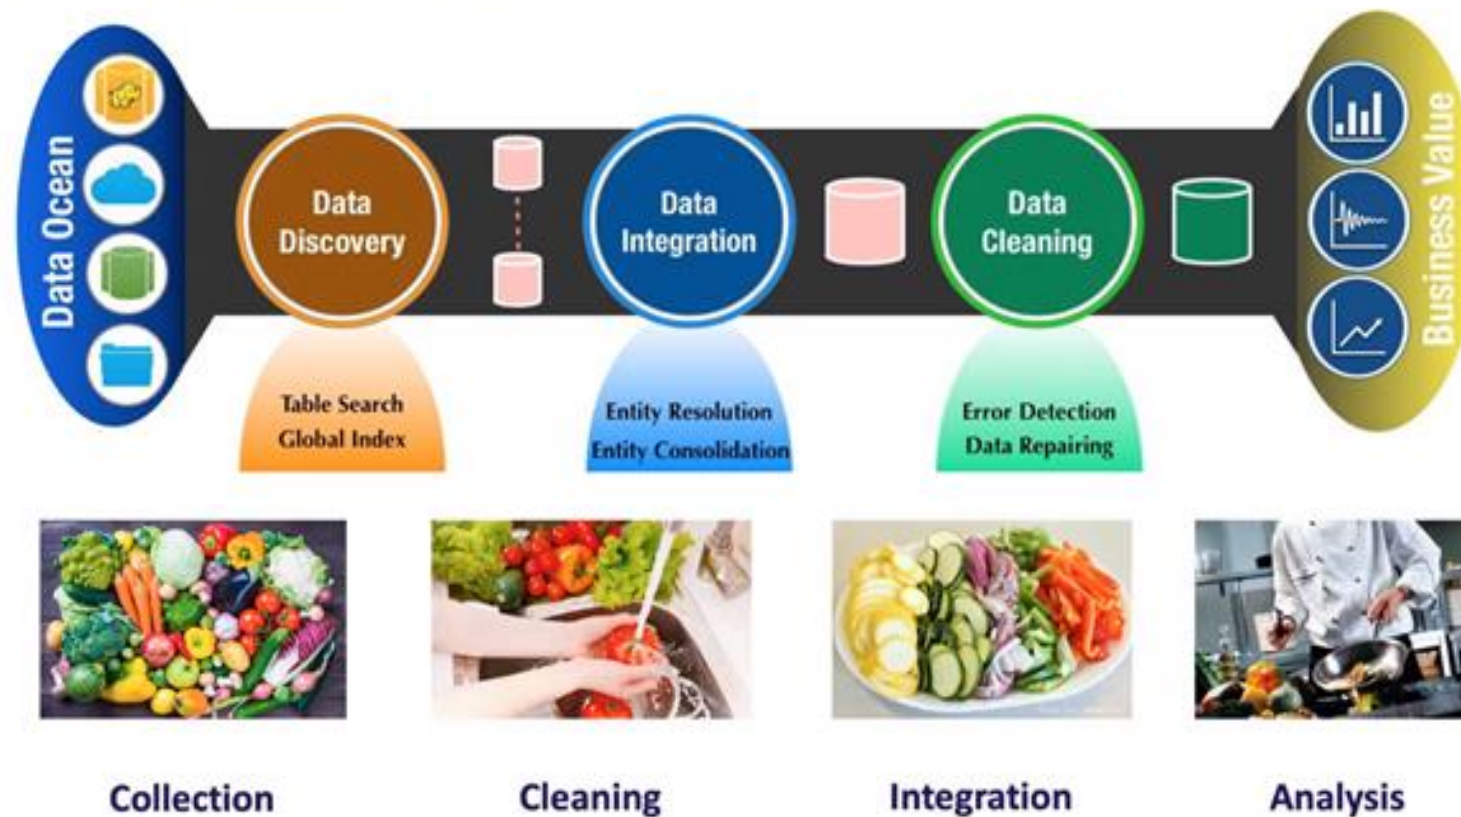 Data Ocean
Data
Discovery
Data
Integration
Data
Cleaning
Business Value
Table Search
Global Index
Entity Resolution
Entity Consolidation
Error Detection
Data Repairing
Collection
Cleaning
Integration
Analysis